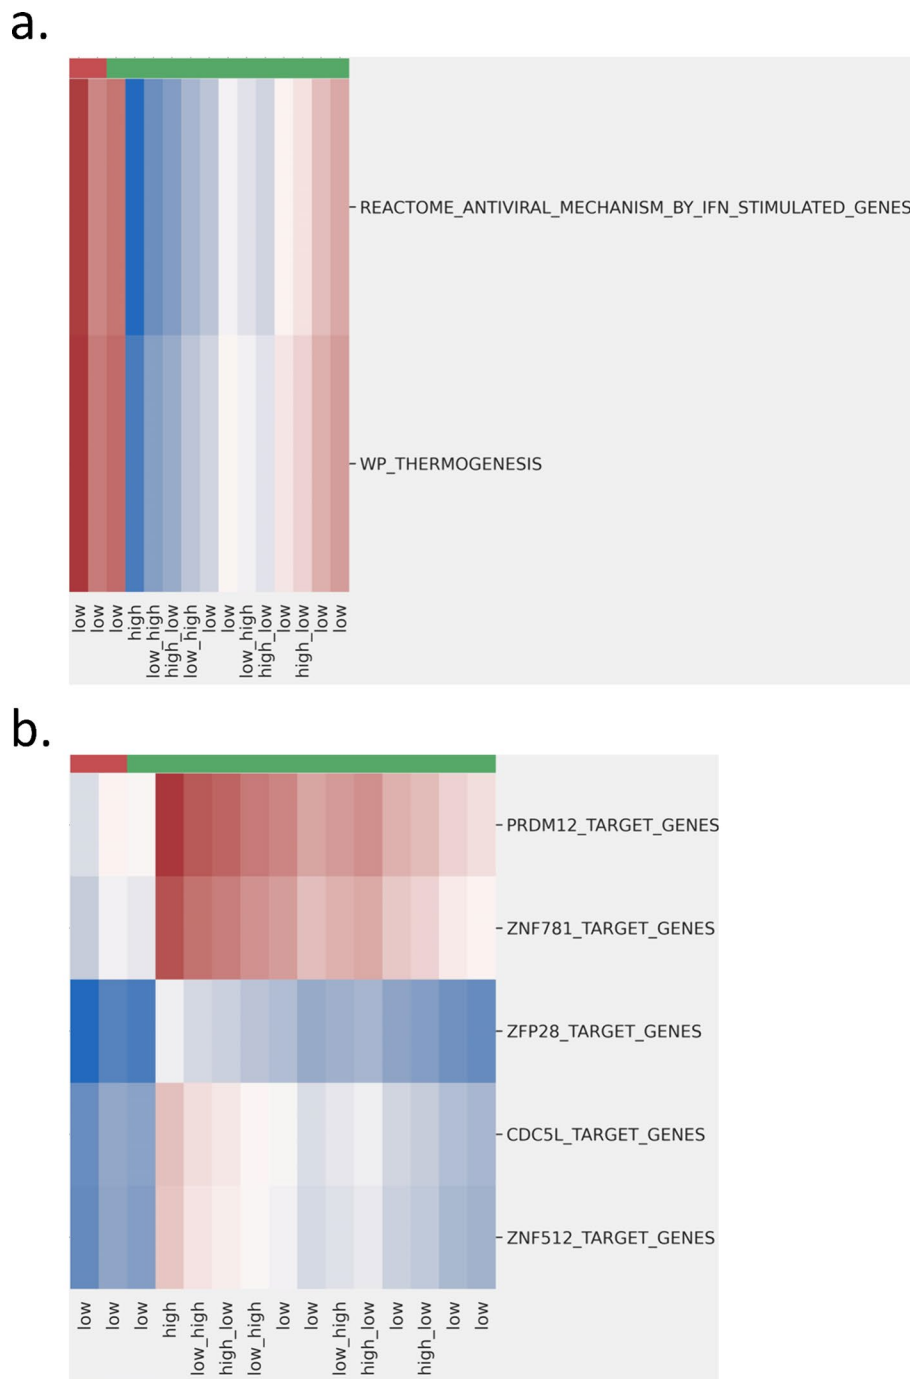 a.
REACTOME_ANTIVIRAL_MECHANISM_BY_IFN_STIMULATED_GENES
WP_THERMOGENESIS
low
low
low
high
low_high
high_low
low_high
low
low
low_high
high_low
low
high_low
low
low
b.
PRDM12_TARGET_GENES
ZNF781_TARGET_GENES
ZFP28_TARGET_GENES
CDC5L_TARGET_GENES
ZNF512_TARGET_GENES
low
low
low
high
low_high
high_low
low_high
low
low
low_high
high_low
low
high_low
low
low